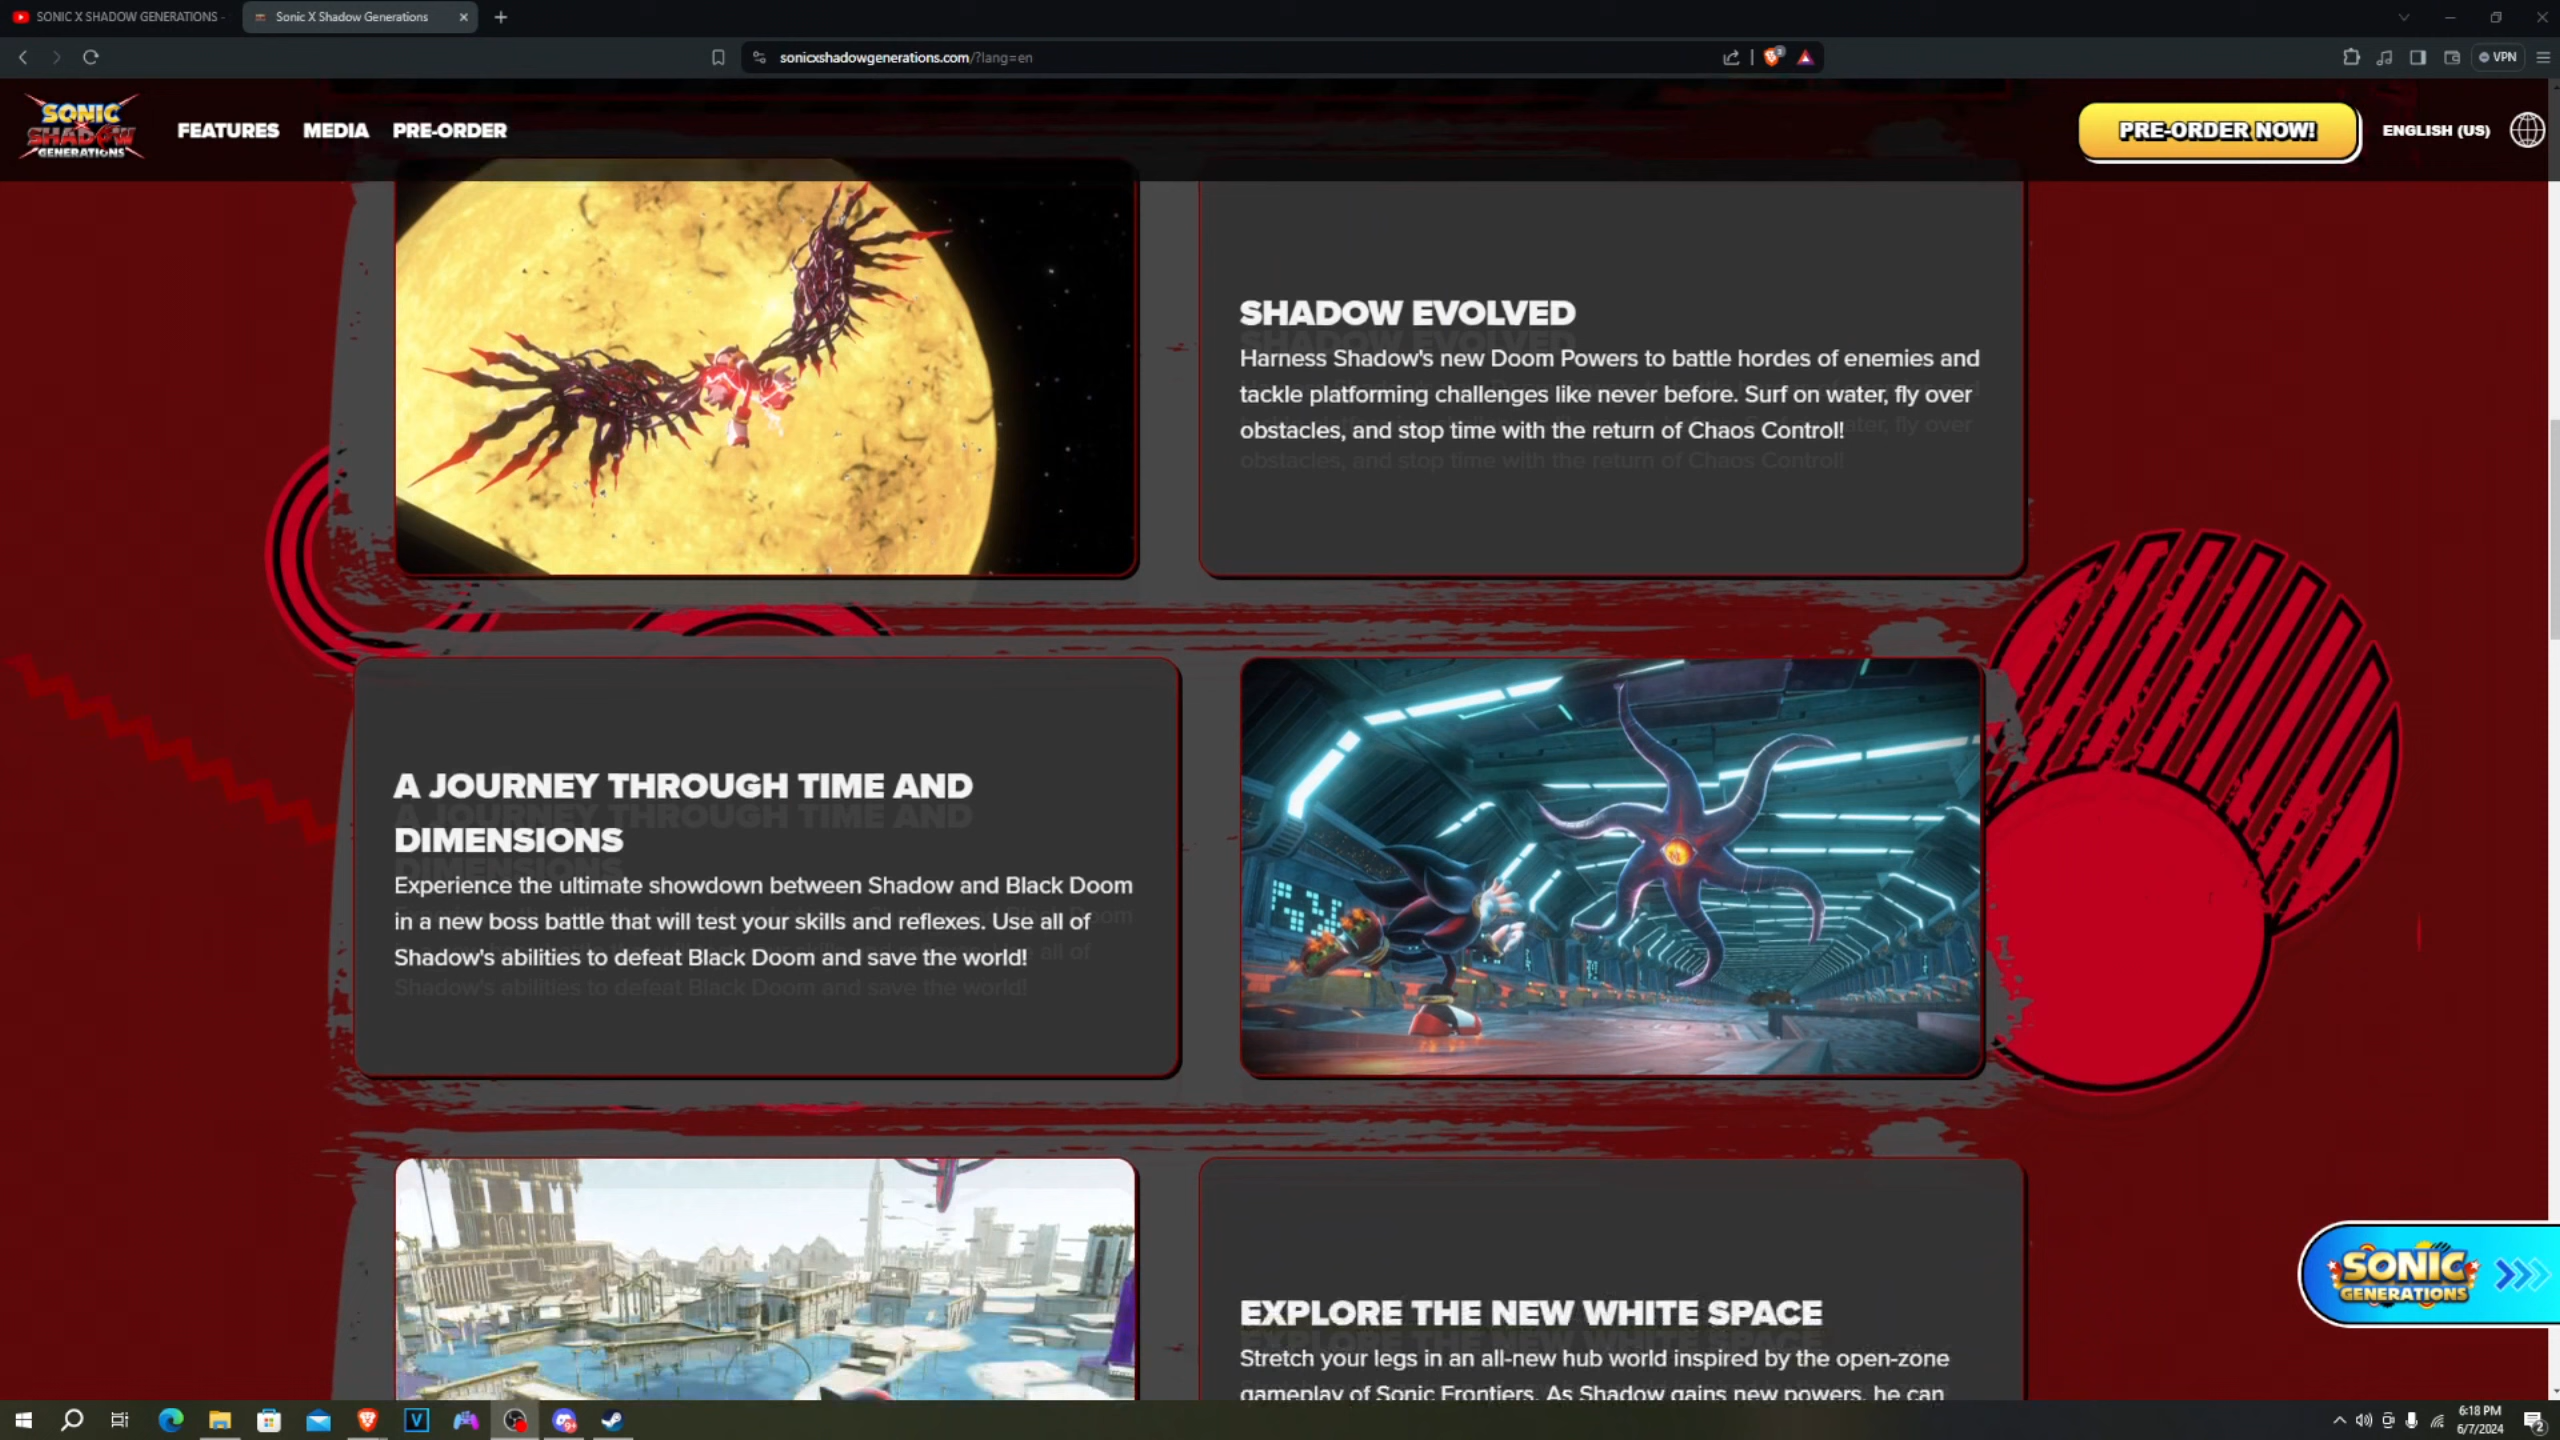 SONIC X SHADOW GENERATIONS -
Sonic X Shadow Generations
sonicxshadowgenerations.com/?lang=en
3
VPN
SONIC
X
SHADOW
GENERATIONS
FEATURES
MEDIA
PRE-ORDER
PRE-ORDER NOW!
ENGLISH (US)
SHADOW EVOLVED
Harness Shadow's new Doom Powers to battle hordes of enemies and
tackle platforming challenges like never before. Surf on water, fly over
obstacles, and stop time with the return of Chaos Control!
A JOURNEY THROUGH TIME AND
DIMENSIONS
Experience the ultimate showdown between Shadow and Black Doom
in a new boss battle that will test your skills and reflexes. Use all of
Shadow's abilities to defeat Black Doom and save the world!
EXPLORE THE NEW WHITE SPACE
Stretch your legs in an all-new hub world inspired by the open-zone
gameplay of Sonic Frontiers. As Shadow gains new powers, he can
SONIC
GENERATIONS
V
9+
6:18 PM
6/7/2024
2